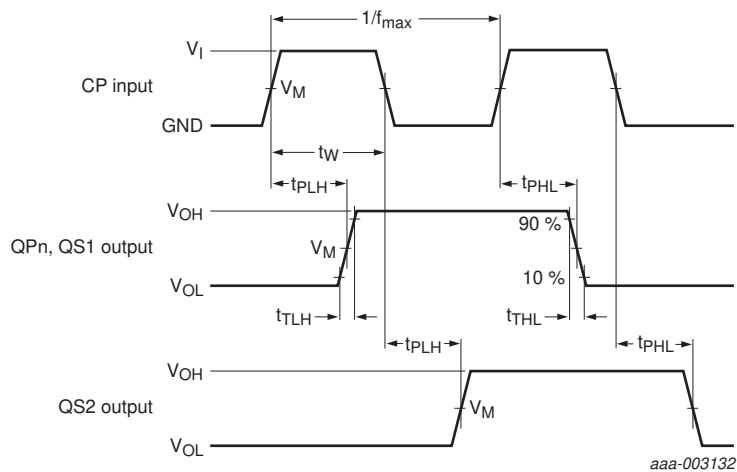 1/fmax
VI
CP input
VM
GND
tW
tPLH
tPHL
VOH
90 %
QPn, QS1 output
VM
10 %
VOL
tTLH
tTHL
tPLH
tPHL
VOH
QS2 output
VM
VOL
aaa-003132